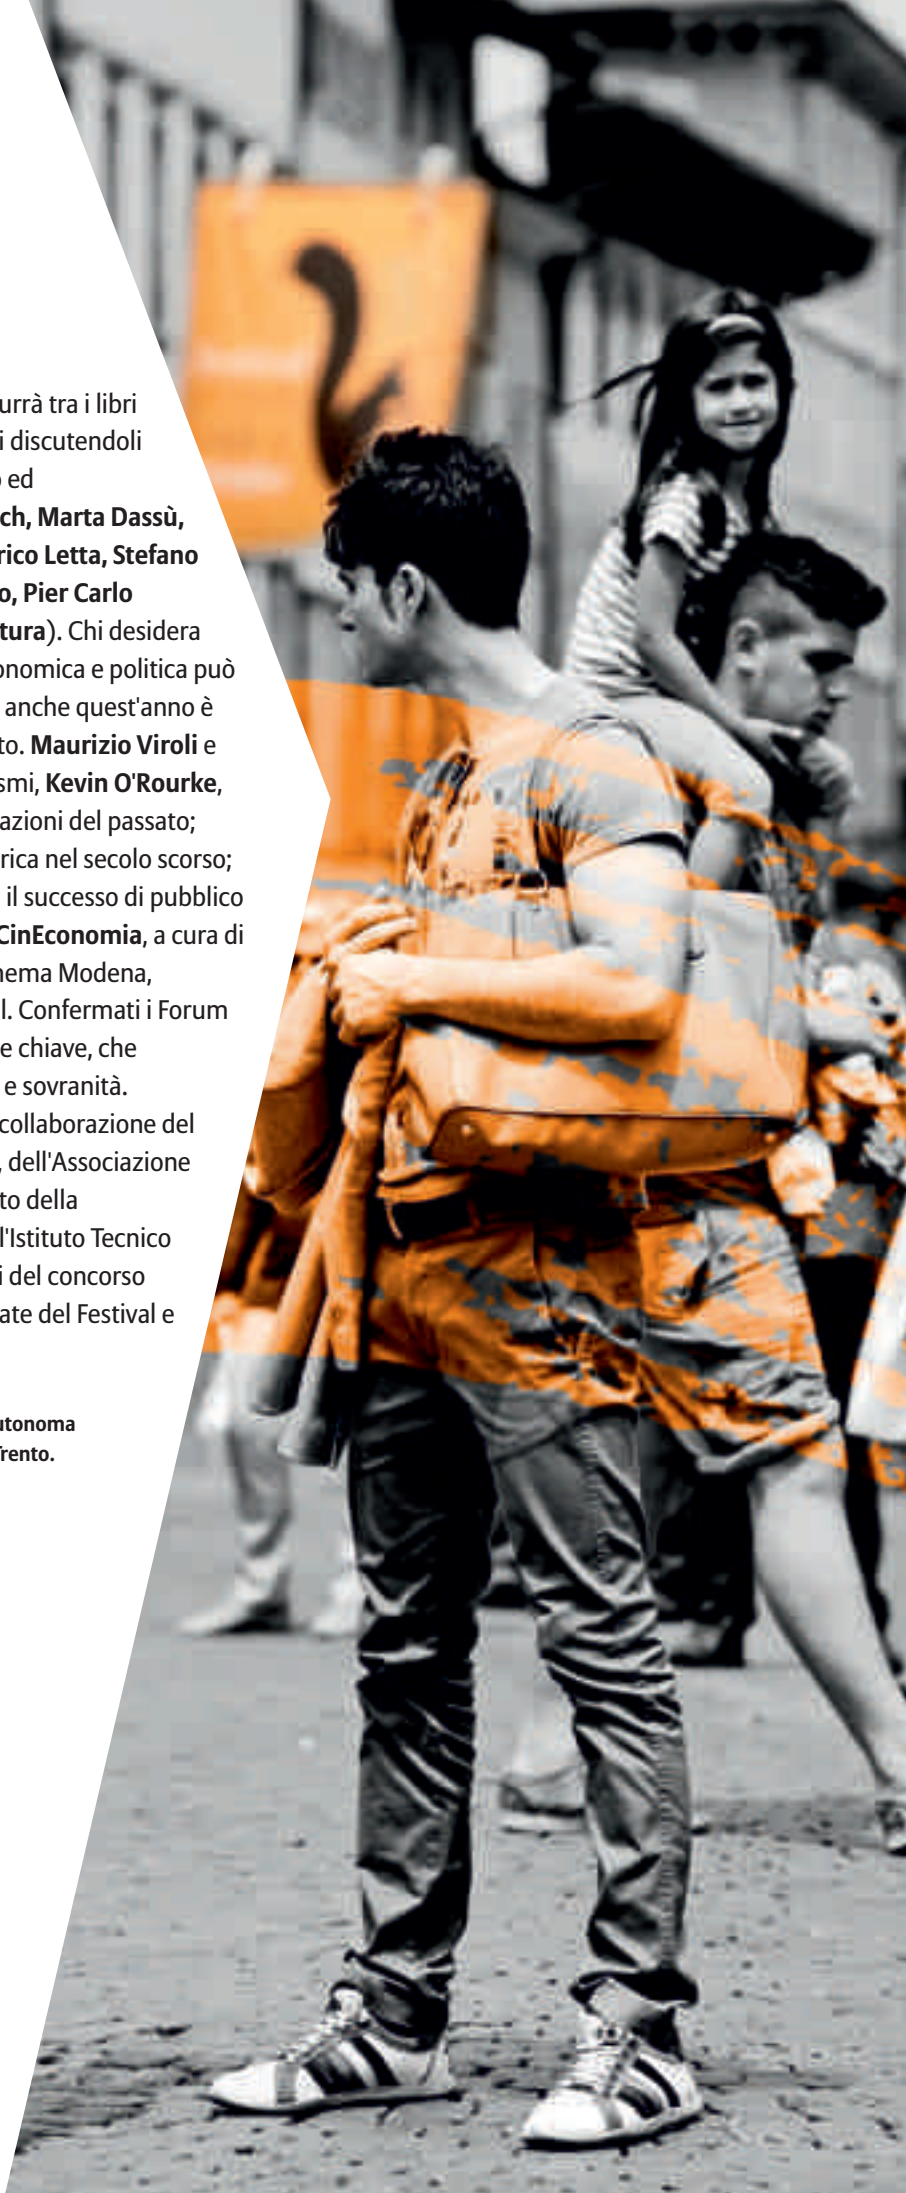 urrà tra i libri
i discutendoli
o ed
ch, Marta Dassù,
rico Letta, Stefano
o, Pier Carlo
tura). Chi desidera
onomica e politica può
anche quest'anno è
to. Maurizio Viroli e
smi, Kevin O'Rourke,
azioni del passato;
rica nel secolo scorso;
il successo di pubblico
CinEconomia, a cura di
nema Modena,
l. Confermati i Forum
e chiave, che
e sovranità.
collaborazione del
, dell'Associazione
to della
l'Istituto Tecnico
i del concorso
ate del Festival e
utonoma
Trento.